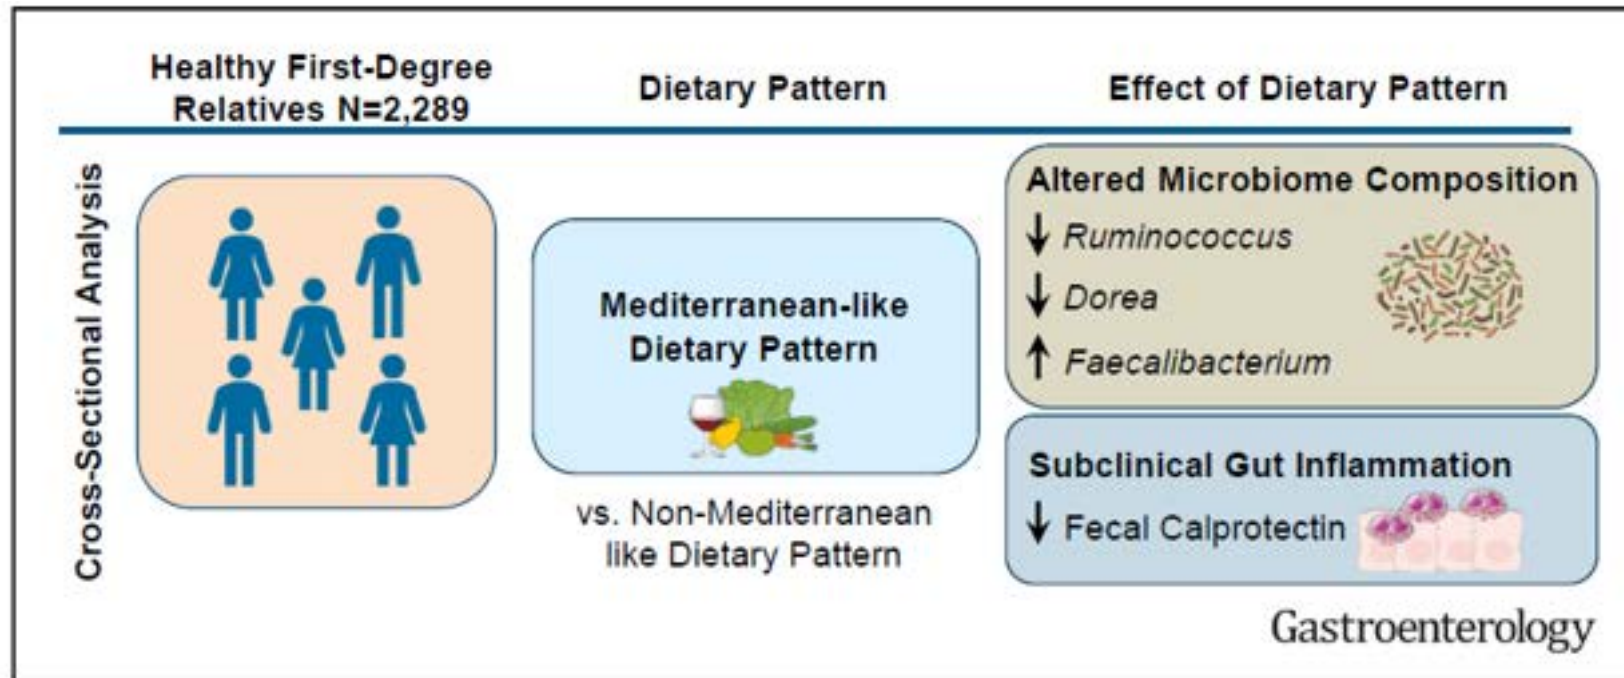 Healthy First-Degree
Relatives N=2,289
Dietary Pattern
Effect of Dietary Pattern
Cross-Sectional Analysis
Mediterranean-like
Dietary Pattern
vs. Non-Mediterranean
like Dietary Pattern
Altered Microbiome Composition
↓ Ruminococcus
↓ Dorea
↑ Faecalibacterium
Subclinical Gut Inflammation
↓ Fecal Calprotectin
Gastroenterology